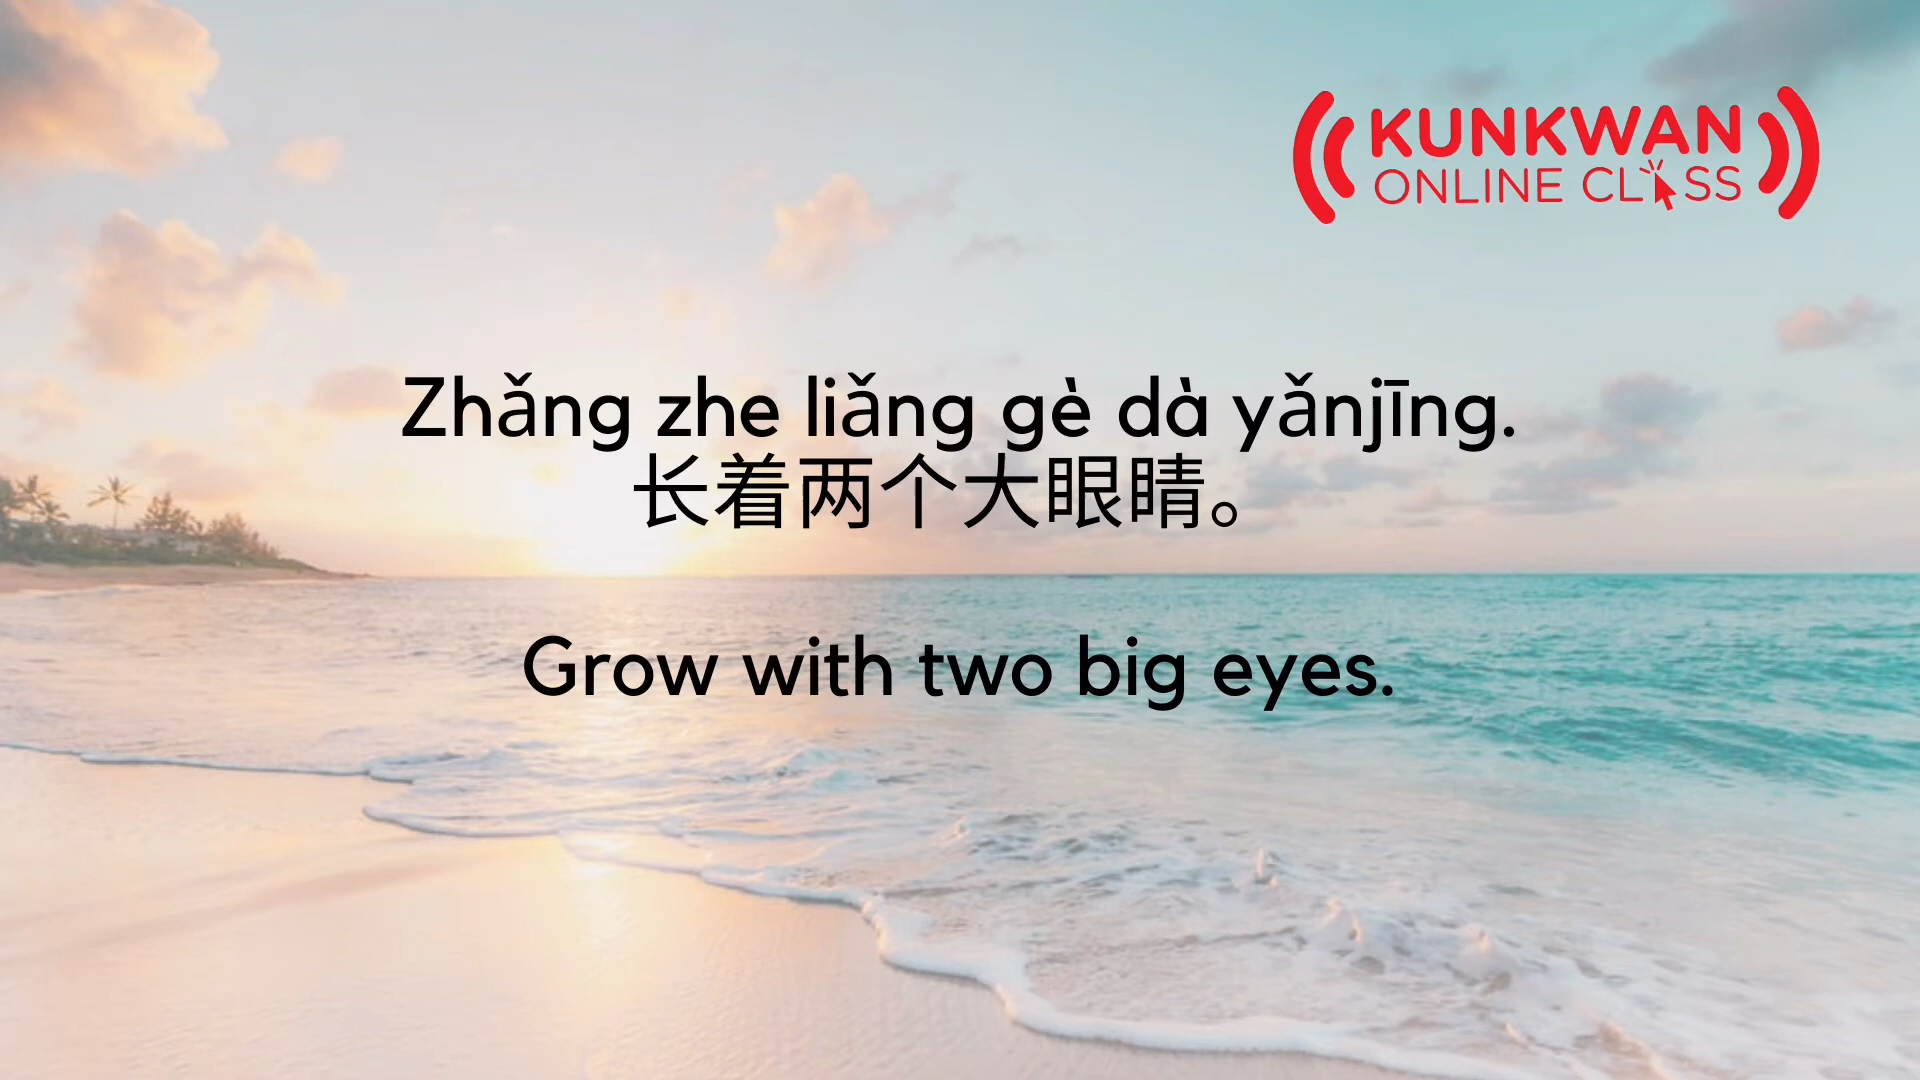 KUNKWAN
ONLINE CLASS
Zhǎng zhe liǎng gè dà yǎnjīng.
长着两个大眼睛。
Grow with two big eyes.